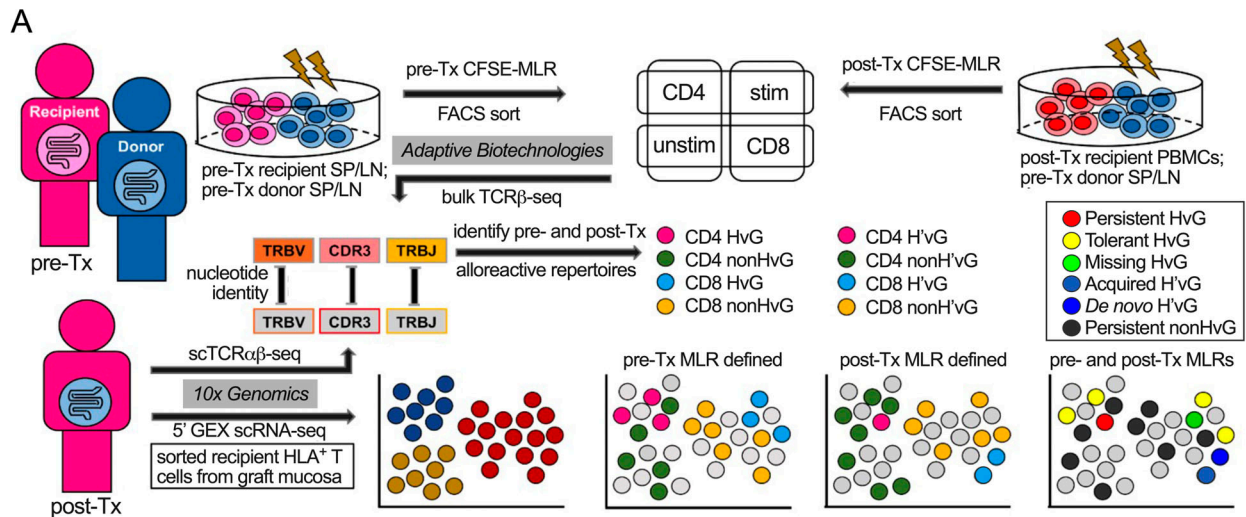 A
Recipient
Donor
pre-Tx
pre-Tx recipient SP/LN;
pre-Tx donor SP/LN
pre-Tx CFSE-MLR
FACS sort
Adaptive Biotechnologies
bulk TCRβ-seq
CD4
stim
unstim
CD8
post-Tx CFSE-MLR
FACS sort
post-Tx recipient PBMCs;
pre-Tx donor SP/LN
TRBV
CDR3
TRBJ
nucleotide
identity
TRBV
CDR3
TRBJ
identify pre- and post-Tx
alloreactive repertoires
CD4 HvG
CD4 nonHvG
CD8 HvG
CD8 nonHvG
CD4 H'vG
CD4 nonH'vG
CD8 H'vG
CD8 nonH'vG
Persistent HvG
Tolerant HvG
Missing HvG
Acquired H'vG
De novo H'vG
Persistent nonHvG
post-Tx
scTCRαβ-seq
10x Genomics
5' GEX scRNA-seq
sorted recipient HLA⁺ T
cells from graft mucosa
pre-Tx MLR defined
post-Tx MLR defined
pre- and post-Tx MLRs